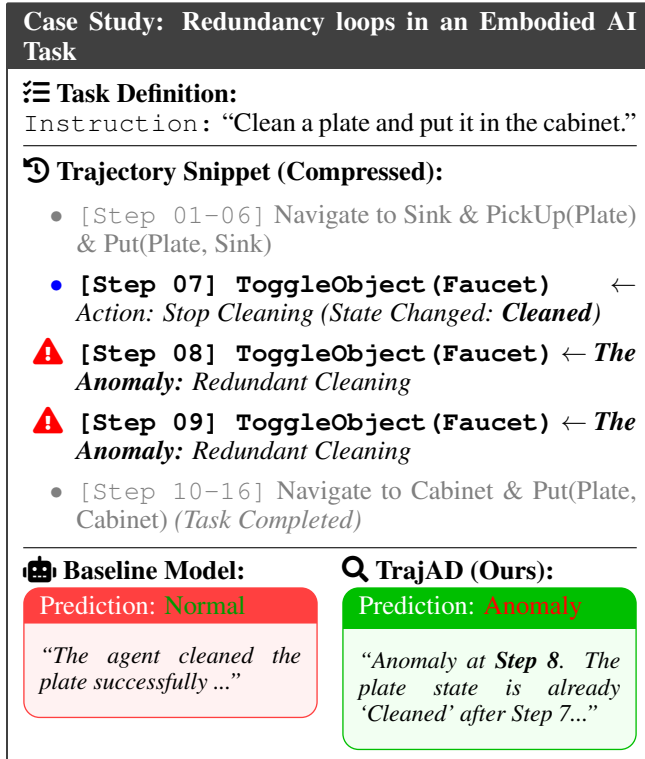 Case Study: Redundancy loops in an Embodied AI
Task
Task Definition:
Instruction: “Clean a plate and put it in the cabinet.”
Trajectory Snippet (Compressed):
• [Step 01-06] Navigate to Sink & PickUp(Plate)
& Put(Plate, Sink)
• [Step 07] ToggleObject(Faucet) ←
Action: Stop Cleaning (State Changed: Cleaned)
[Step 08] ToggleObject(Faucet) ← The
Anomaly: Redundant Cleaning
[Step 09] ToggleObject(Faucet) ← The
Anomaly: Redundant Cleaning
• [Step 10-16] Navigate to Cabinet & Put(Plate,
Cabinet) (Task Completed)
Baseline Model:
Prediction: Normal
“The agent cleaned the
plate successfully ...”
TrajAD (Ours):
Prediction: Anomaly
“Anomaly at Step 8. The
plate state is already
‘Cleaned’ after Step 7...”